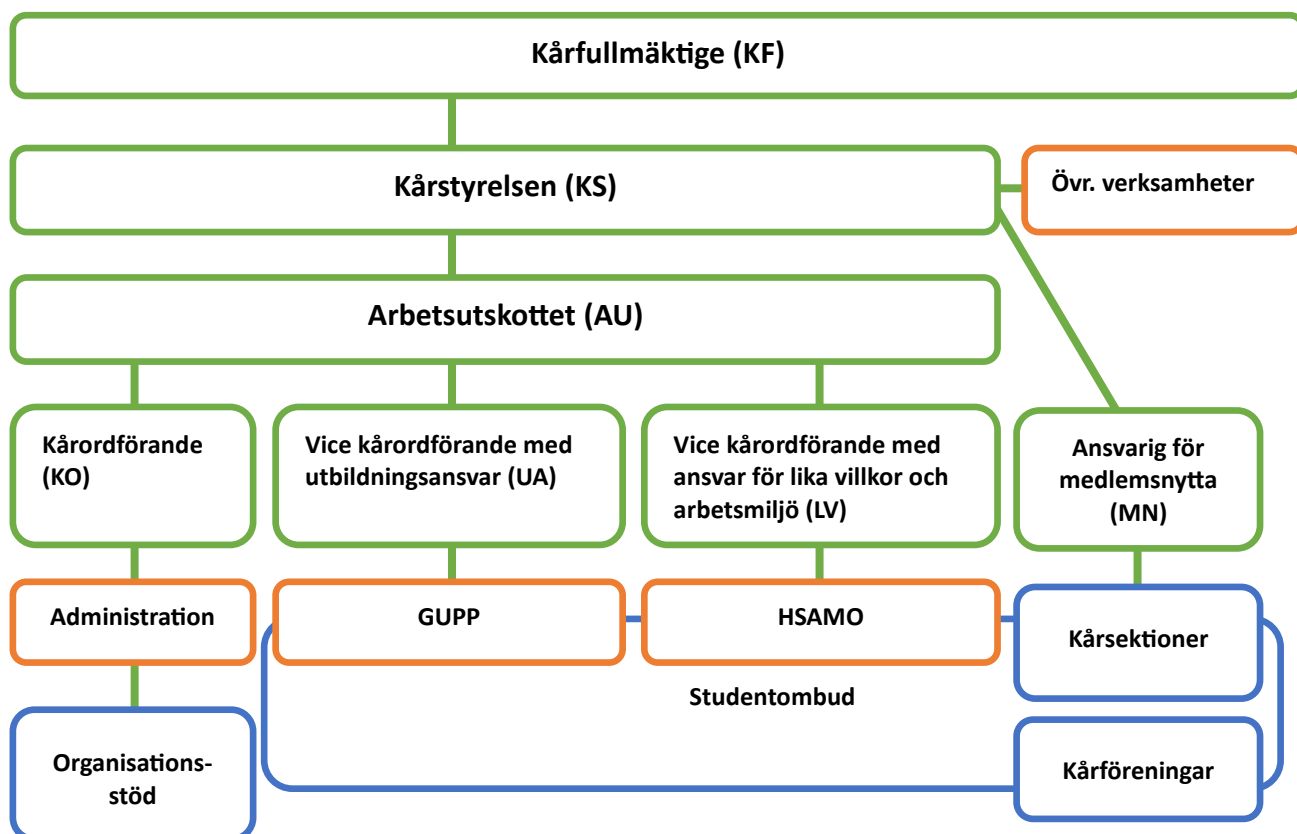 Kårfullmäktige (KF)
Kårstyrelsen (KS)
Övr. verksamheter
Arbetsutskottet (AU)
Kårordförande
(KO)
Vice kårordförande med
utbildningsansvar (UA)
Vice kårordförande med
ansvar för lika villkor och
arbetsmiljö (LV)
Ansvarig för
medlemsnytta
(MN)
Administration
GUPP
HSAMO
Kårsektioner
Studentombud
Organisations-
stöd
Kårföreningar